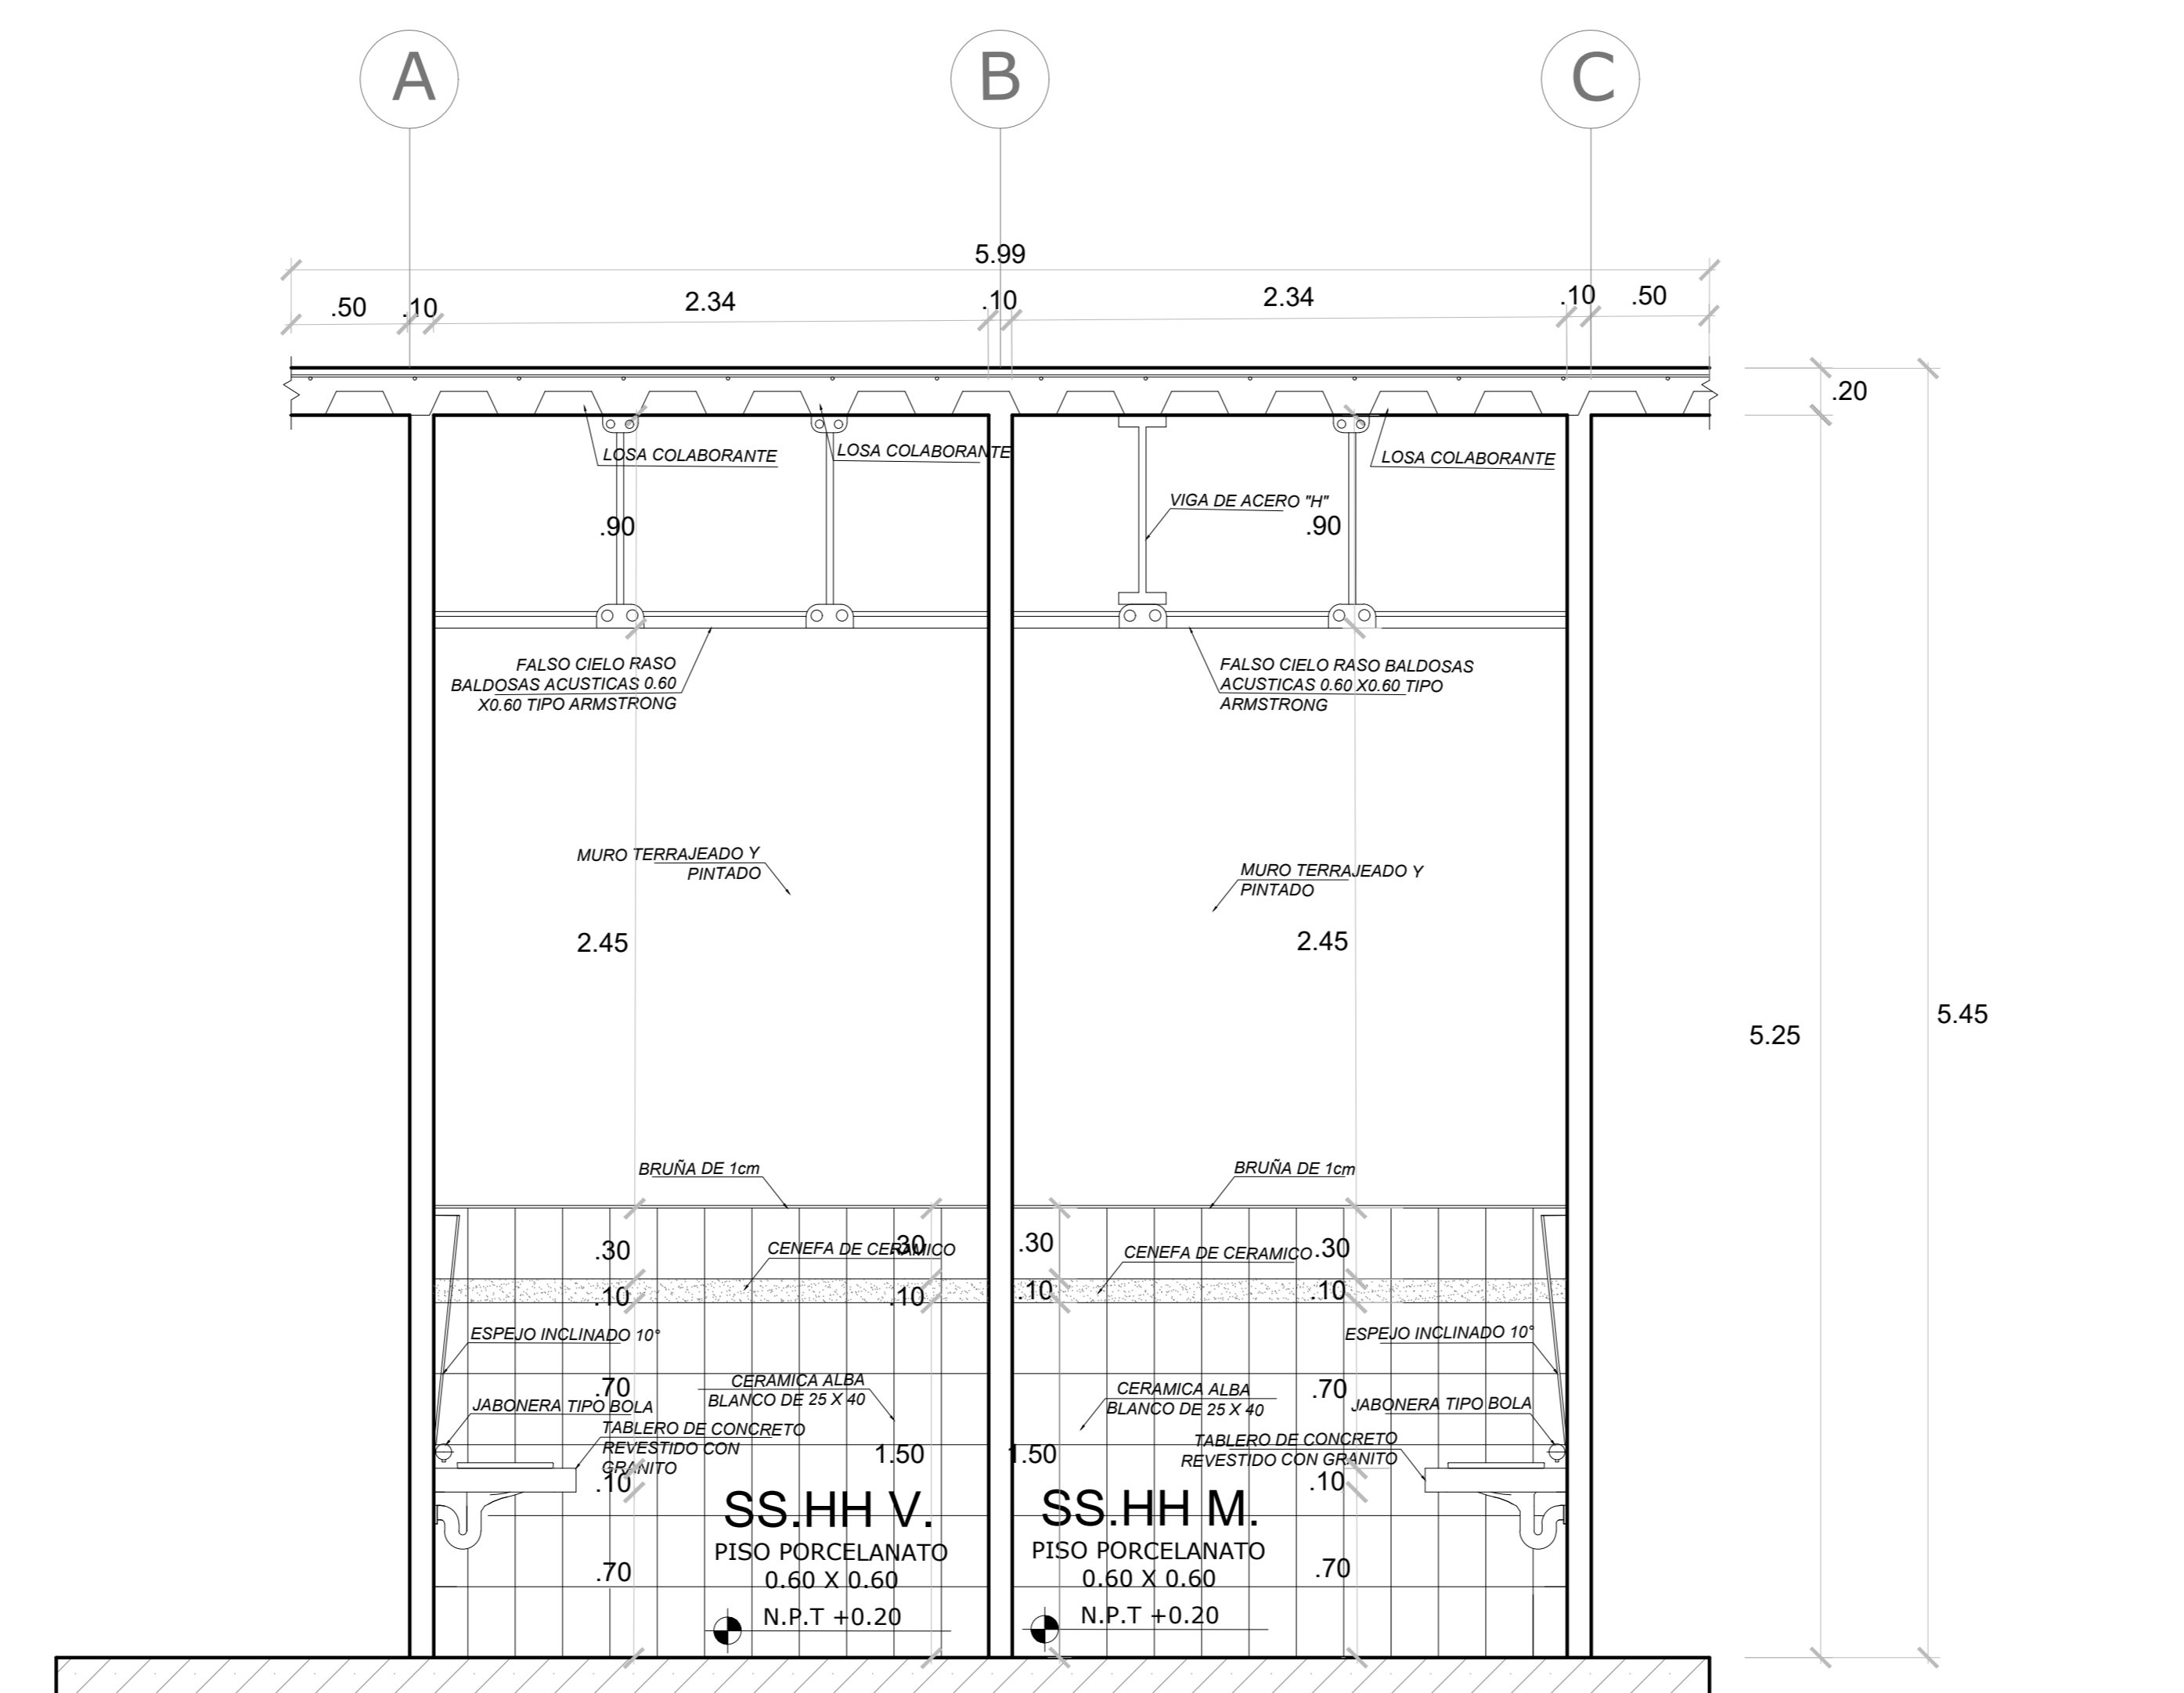 A
B
C
5.99
.50
.10
2.34
.10
2.34
.10
.50
.20
LOSA COLABORANTE
LOSA COLABORANTE
LOSA COLABORANTE
VIGA DE ACERO "H"
.90
.90
FALSO CIELO RASO
BALDOSAS ACUSTICAS 0.60
X0.60 TIPO ARMSTRONG
FALSO CIELO RASO BALDOSAS
ACUSTICAS 0.60 X0.60 TIPO
ARMSTRONG
MURO TERRAJEADO Y
PINTADO
MURO TERRAJEADO Y
PINTADO
2.45
2.45
5.25
5.45
BRUÑA DE 1cm
BRUÑA DE 1cm
.30
.30
CENEFA DE CERAMICO
.30
CENEFA DE CERAMICO
.30
.10
.10
.10
.10
ESPEJO INCLINADO 10°
ESPEJO INCLINADO 10°
.70
CERAMICA ALBA
BLANCO DE 25 X 40
CERAMICA ALBA
BLANCO DE 25 X 40
.70
JABONERA TIPO BOLA
JABONERA TIPO BOLA
TABLERO DE CONCRETO
REVESTIDO CON
GRANITO
1.50
1.50
TABLERO DE CONCRETO
REVESTIDO CON GRANITO
.10
.10
SS.HH V.
PISO PORCELANATO
0.60 X 0.60
N.P.T +0.20
SS.HH M.
PISO PORCELANATO
0.60 X 0.60
N.P.T +0.20
.70
.70